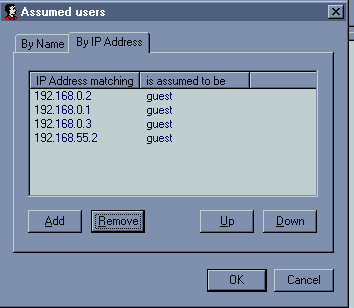 Assumed users
By Name By IP Address
IP Address matching is assumed to be
192.168.0.2 guest
192.168.0.1 guest
192.168.0.3 guest
192.168.55.2 guest
Add Remove Up Down
OK Cancel